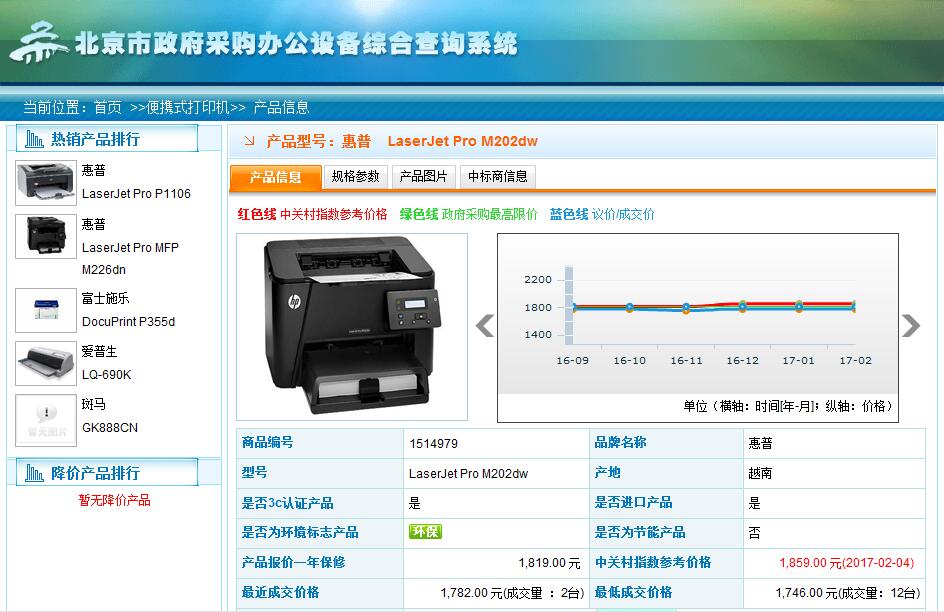 北京市政府采购办公设备综合查询系统
当前位置：首页 >>便携式打印机>> 产品信息
热销产品排行
惠普
LaserJet Pro P1106
惠普
LaserJet Pro MFP
M226dn
富士施乐
DocuPrint P355d
爱普生
LQ-690K
斑马
暂无图片
GK888CN
降价产品排行
暂无降价产品
产品型号：惠普 LaserJet Pro M202dw
产品信息 规格参数 产品图片 中标商信息
红色线 中关村指数参考价格 绿色线 政府采购最高限价 蓝色线 议价/成交价
hp
2200
1800
1400
16-09 16-10 16-11 16-12 17-01 17-02
单位（横轴：时间[年-月]；纵轴：价格）
商品编号 1514979 品牌名称 惠普
型号 LaserJet Pro M202dw 产地 越南
是否3c认证产品 是 是否进口产品 是
是否为环境标志产品 环保 是否为节能产品 否
产品报价一年保修 1,819.00 元 中关村指数参考价格 1,859.00 元(2017-02-04)
最近成交价格 1,782.00 元(成交量 ：2台) 最低成交价格 1,746.00 元(成交量：12台)